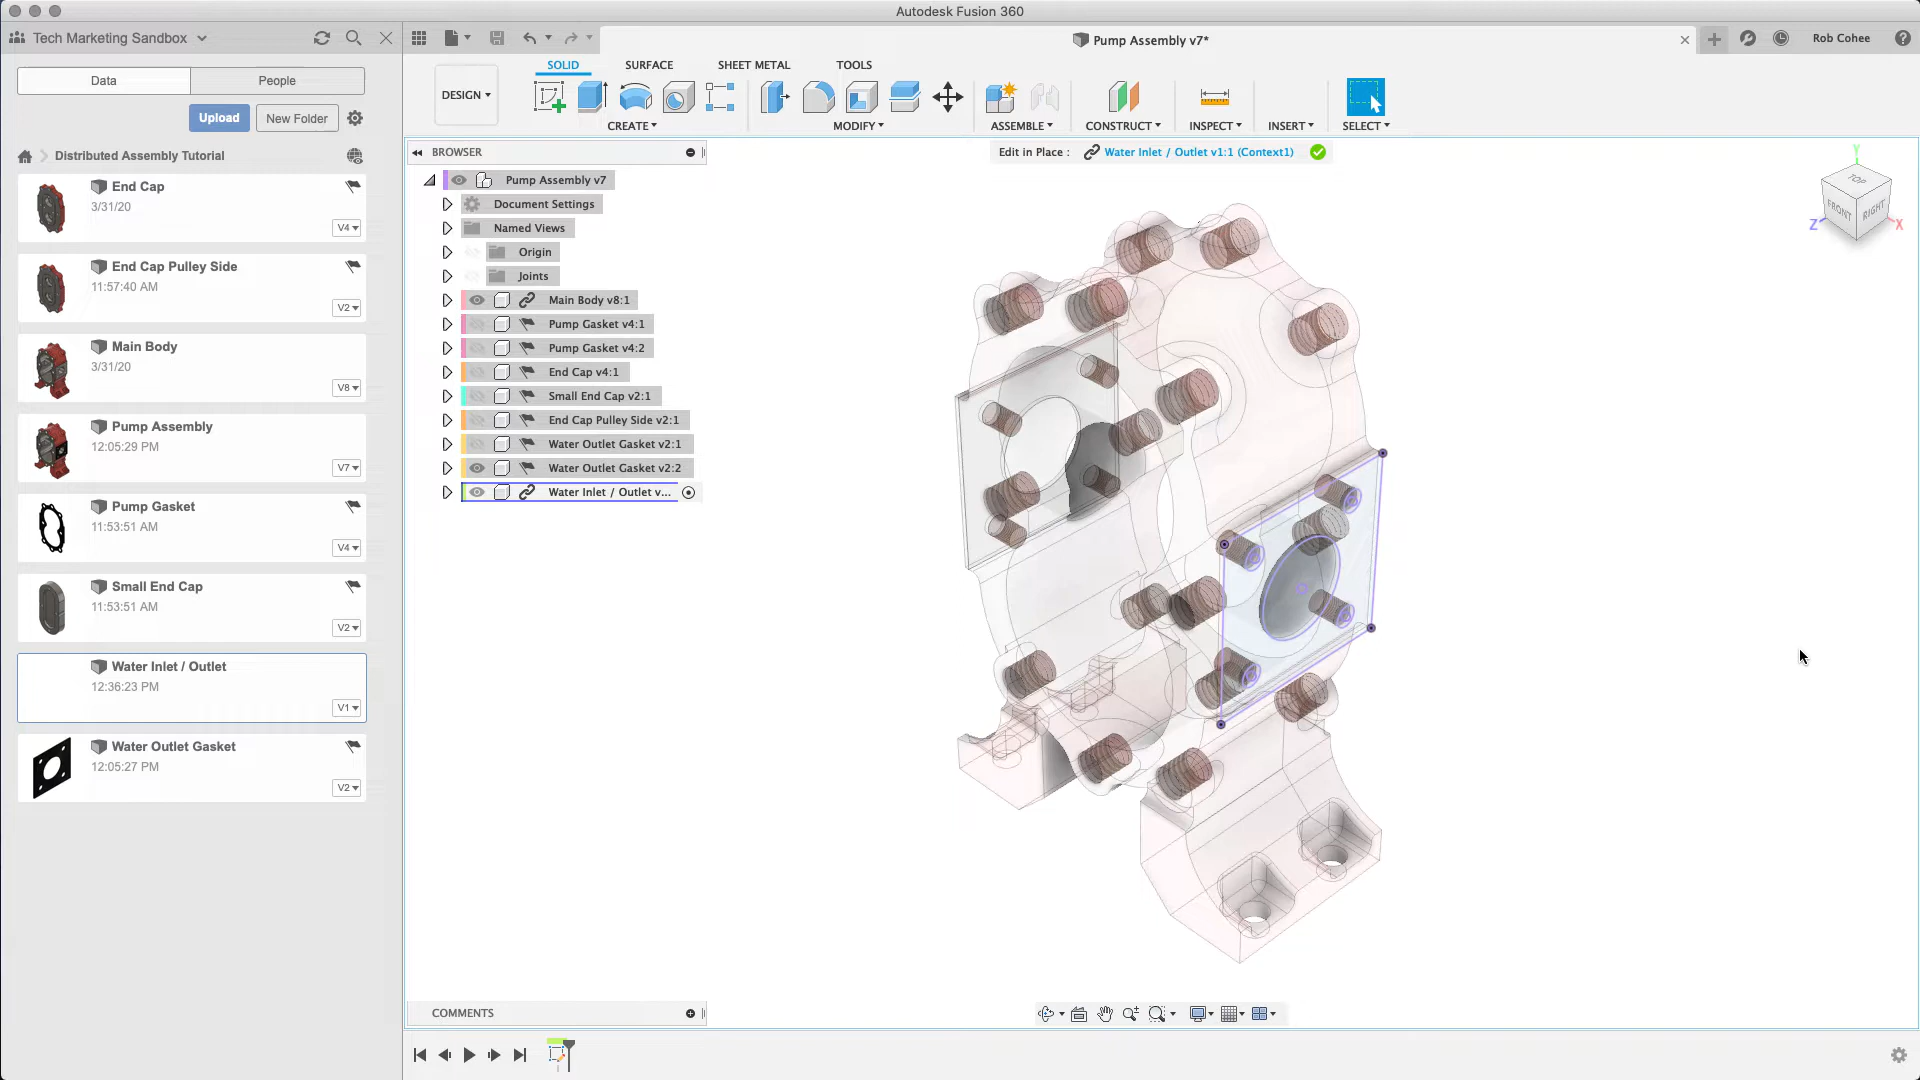 Autodesk Fusion 360
Tech Marketing Sandbox
Pump Assembly v7*
Rob Cohee
Data
People
Upload
New Folder
Distributed Assembly Tutorial
End Cap
3/31/20
V4
End Cap Pulley Side
11:57:40 AM
V2
Main Body
3/31/20
V8
Pump Assembly
12:05:29 PM
V7
Pump Gasket
11:53:51 AM
V4
Small End Cap
11:53:51 AM
V2
Water Inlet / Outlet
12:36:23 PM
V1
Water Outlet Gasket
12:05:27 PM
V2
SOLID
SURFACE
SHEET METAL
TOOLS
DESIGN
CREATE
MODIFY
ASSEMBLE
CONSTRUCT
INSPECT
INSERT
SELECT
BROWSER
Edit in Place :
Water Inlet / Outlet v1:1 (Context1)
Pump Assembly v7
Document Settings
Named Views
Origin
Joints
Main Body v8:1
Pump Gasket v4:1
Pump Gasket v4:2
End Cap v4:1
Small End Cap v2:1
End Cap Pulley Side v2:1
Water Outlet Gasket v2:1
Water Outlet Gasket v2:2
Water Inlet / Outlet v...
Y
TOP
FRONT
RIGHT
Z
X
COMMENTS